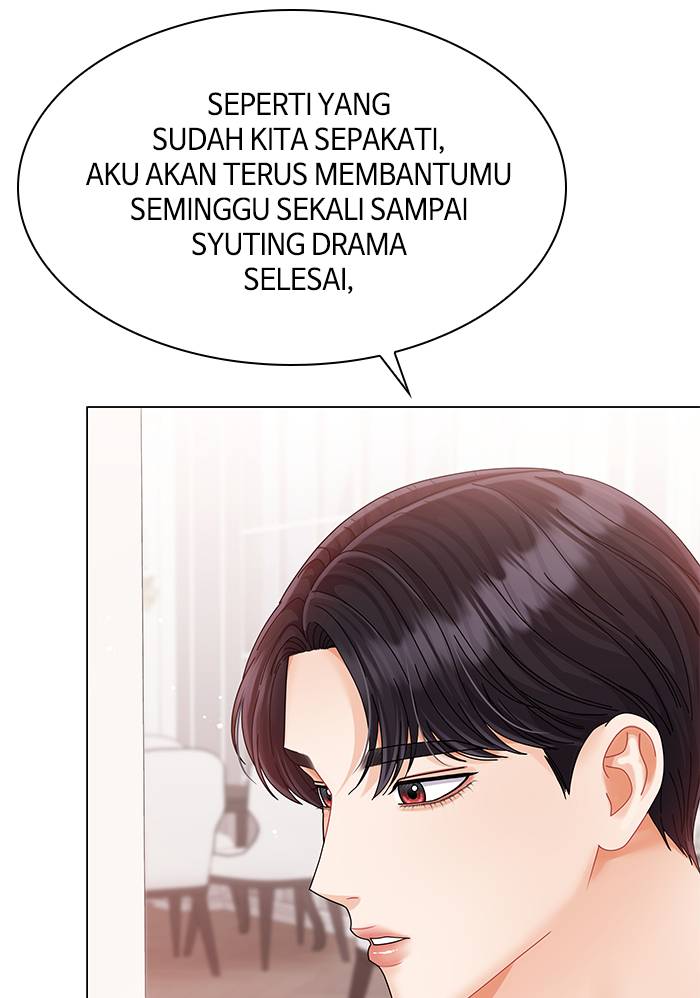 SEPERTI YANG
SUDAH KITA SEPAKATI,
AKU AKAN TERUS MEMBANTUMU
SEMINGGU SEKALI SAMPAI
SYUTING DRAMA
SELESAI,